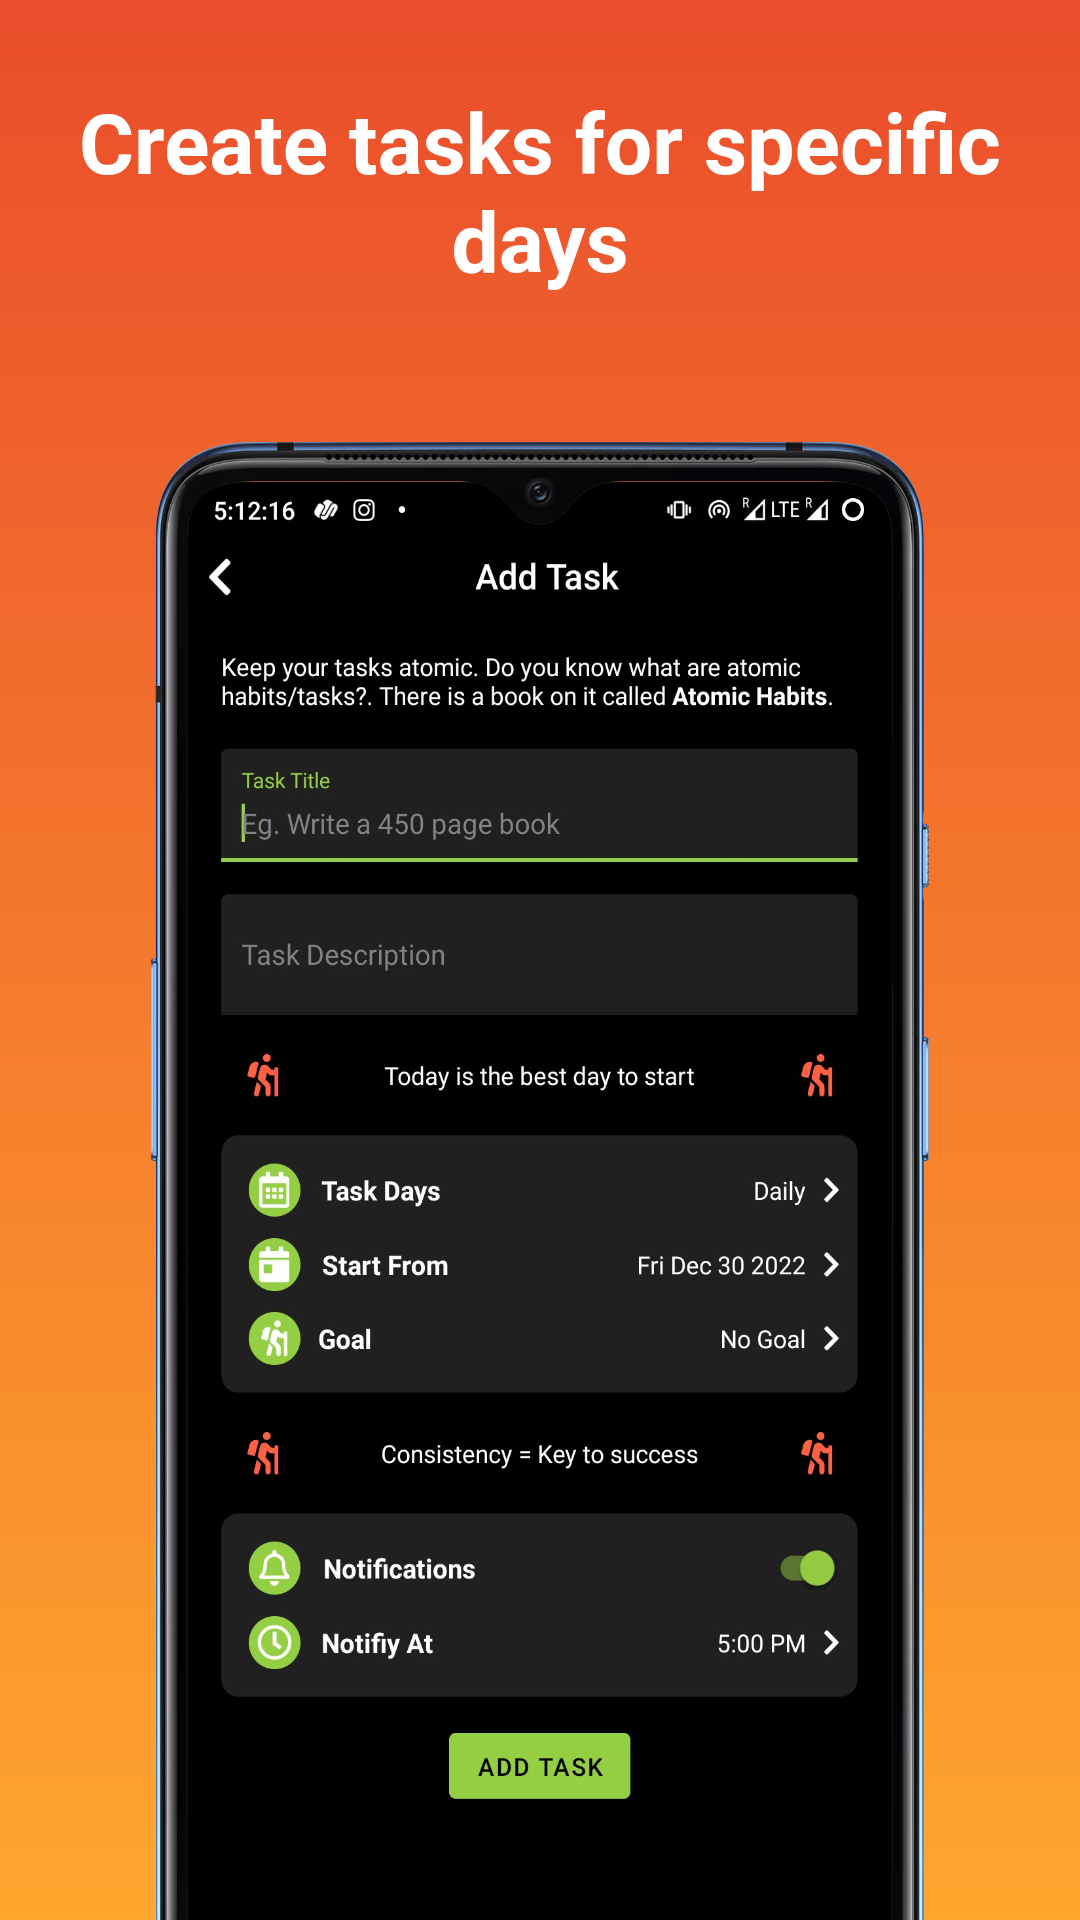 Create tasks for specific
days
5:12:16
R LTE R
Add Task
Keep your tasks atomic. Do you know what are atomic
habits/tasks?. There is a book on it called Atomic Habits.
Task Title
Eg. Write a 450 page book
Task Description
Today is the best day to start
Task Days Daily
Start From Fri Dec 30 2022
Goal No Goal
Consistency = Key to success
Notifications
Notifiy At 5:00 PM
ADD TASK